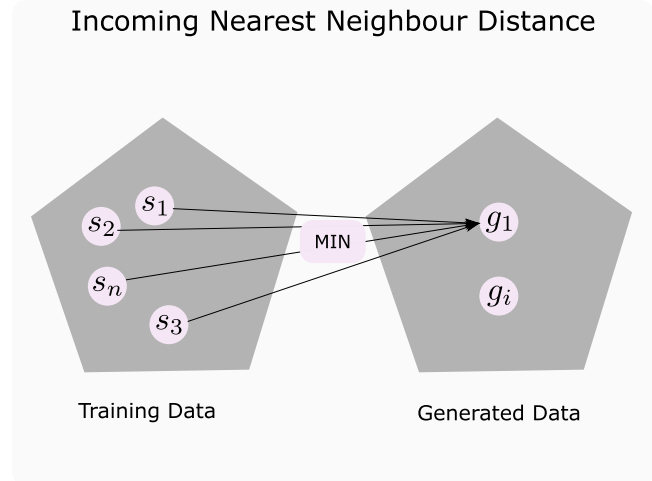 Incoming Nearest Neighbour Distance
s₁
s₂
g₁
MIN
sₙ
gᵢ
s₃
Training Data
Generated Data